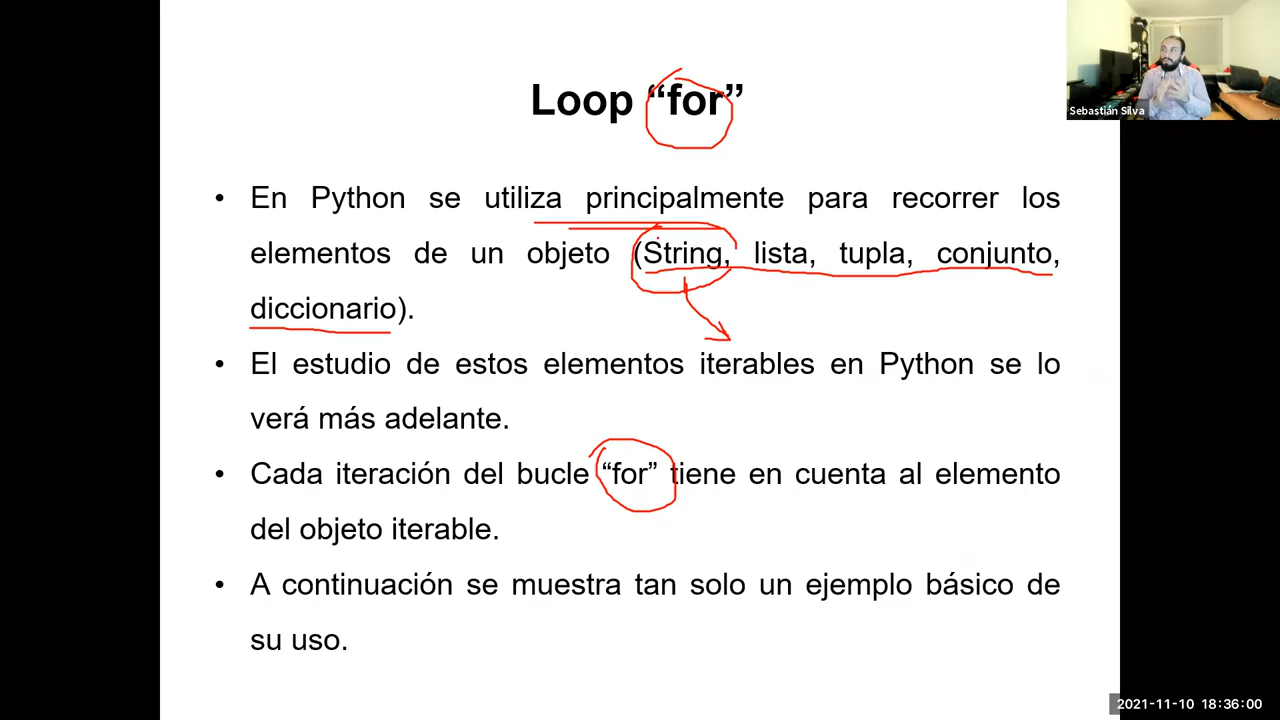 Loop “for”
Sebastián Silva
• En Python se utiliza principalmente para recorrer los
elementos de un objeto (String, lista, tupla, conjunto,
diccionario).
• El estudio de estos elementos iterables en Python se lo
verá más adelante.
• Cada iteración del bucle “for” tiene en cuenta al elemento
del objeto iterable.
• A continuación se muestra tan solo un ejemplo básico de
su uso.
2021-11-10 18:36:00